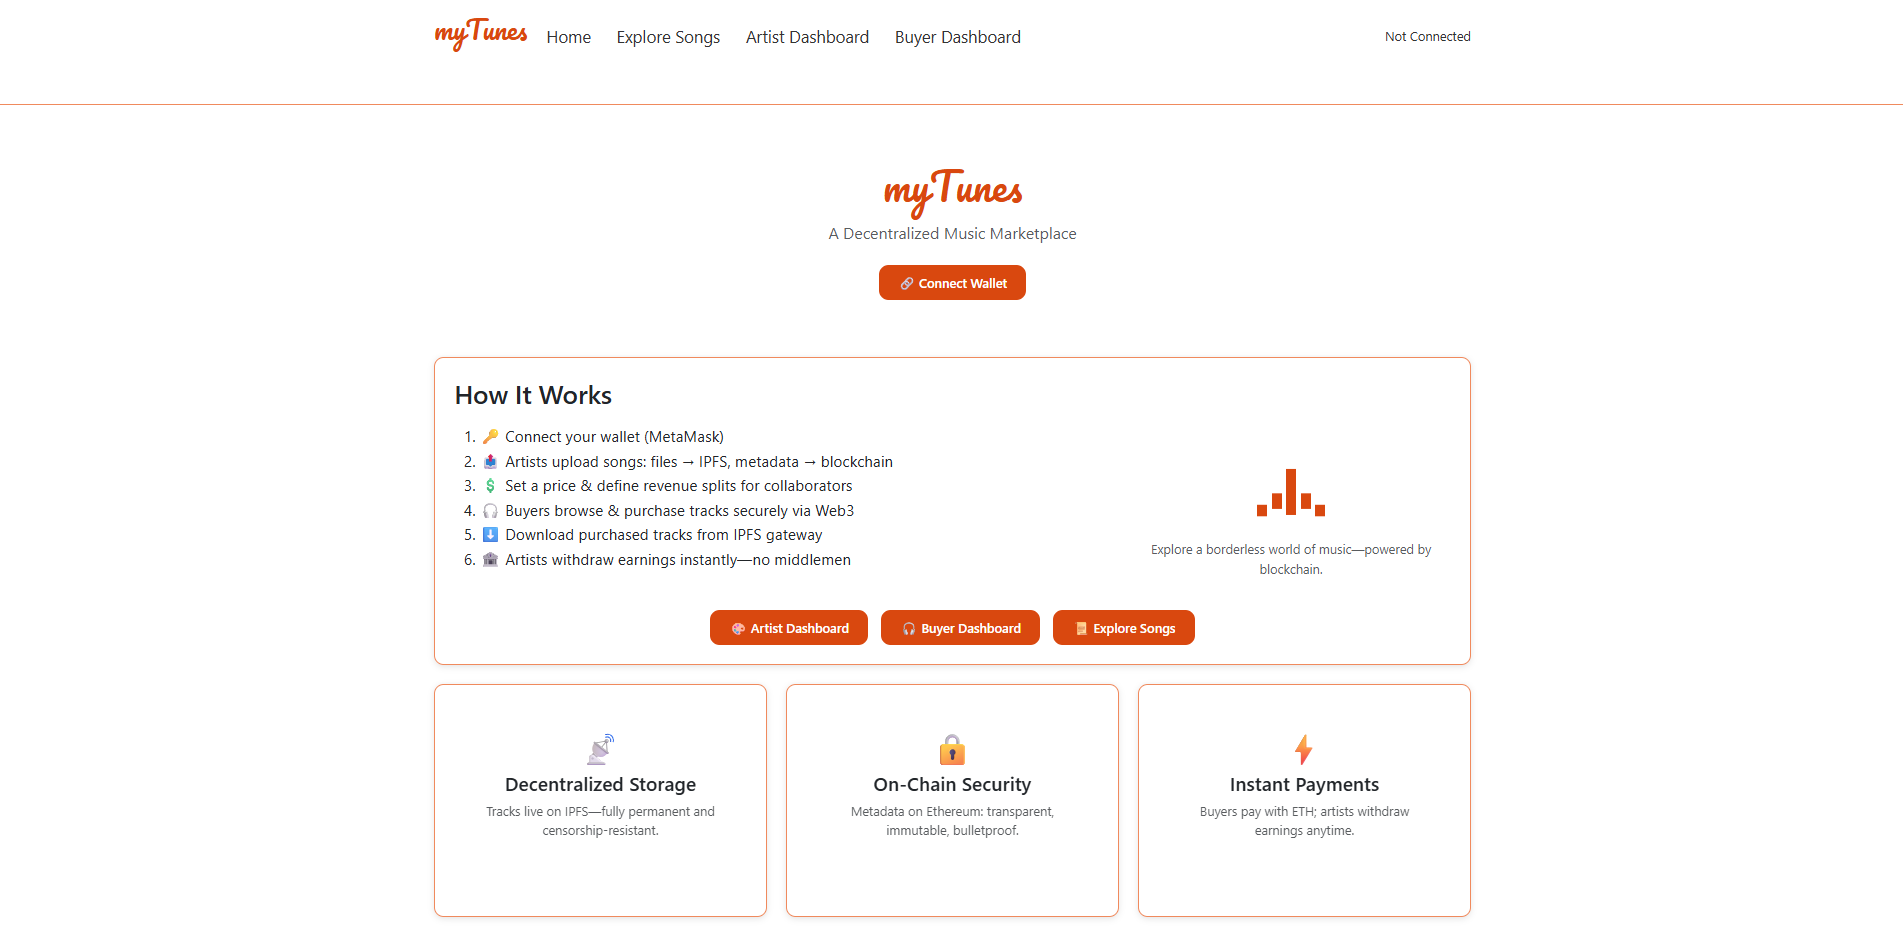 myTunes Home Explore Songs Artist Dashboard Buyer Dashboard Not Connected
myTunes
A Decentralized Music Marketplace
🔗 Connect Wallet
How It Works
1. 🔑 Connect your wallet (MetaMask)
2. 📤 Artists upload songs: files → IPFS, metadata → blockchain
3. 💲 Set a price & define revenue splits for collaborators
4. 🎧 Buyers browse & purchase tracks securely via Web3
5. ⬇️ Download purchased tracks from IPFS gateway
6. 🏦 Artists withdraw earnings instantly—no middlemen
Explore a borderless world of music—powered by
blockchain.
🎨 Artist Dashboard 🎧 Buyer Dashboard 📜 Explore Songs
Decentralized Storage
Tracks live on IPFS—fully permanent and
censorship-resistant.
On-Chain Security
Metadata on Ethereum: transparent,
immutable, bulletproof.
Instant Payments
Buyers pay with ETH; artists withdraw
earnings anytime.